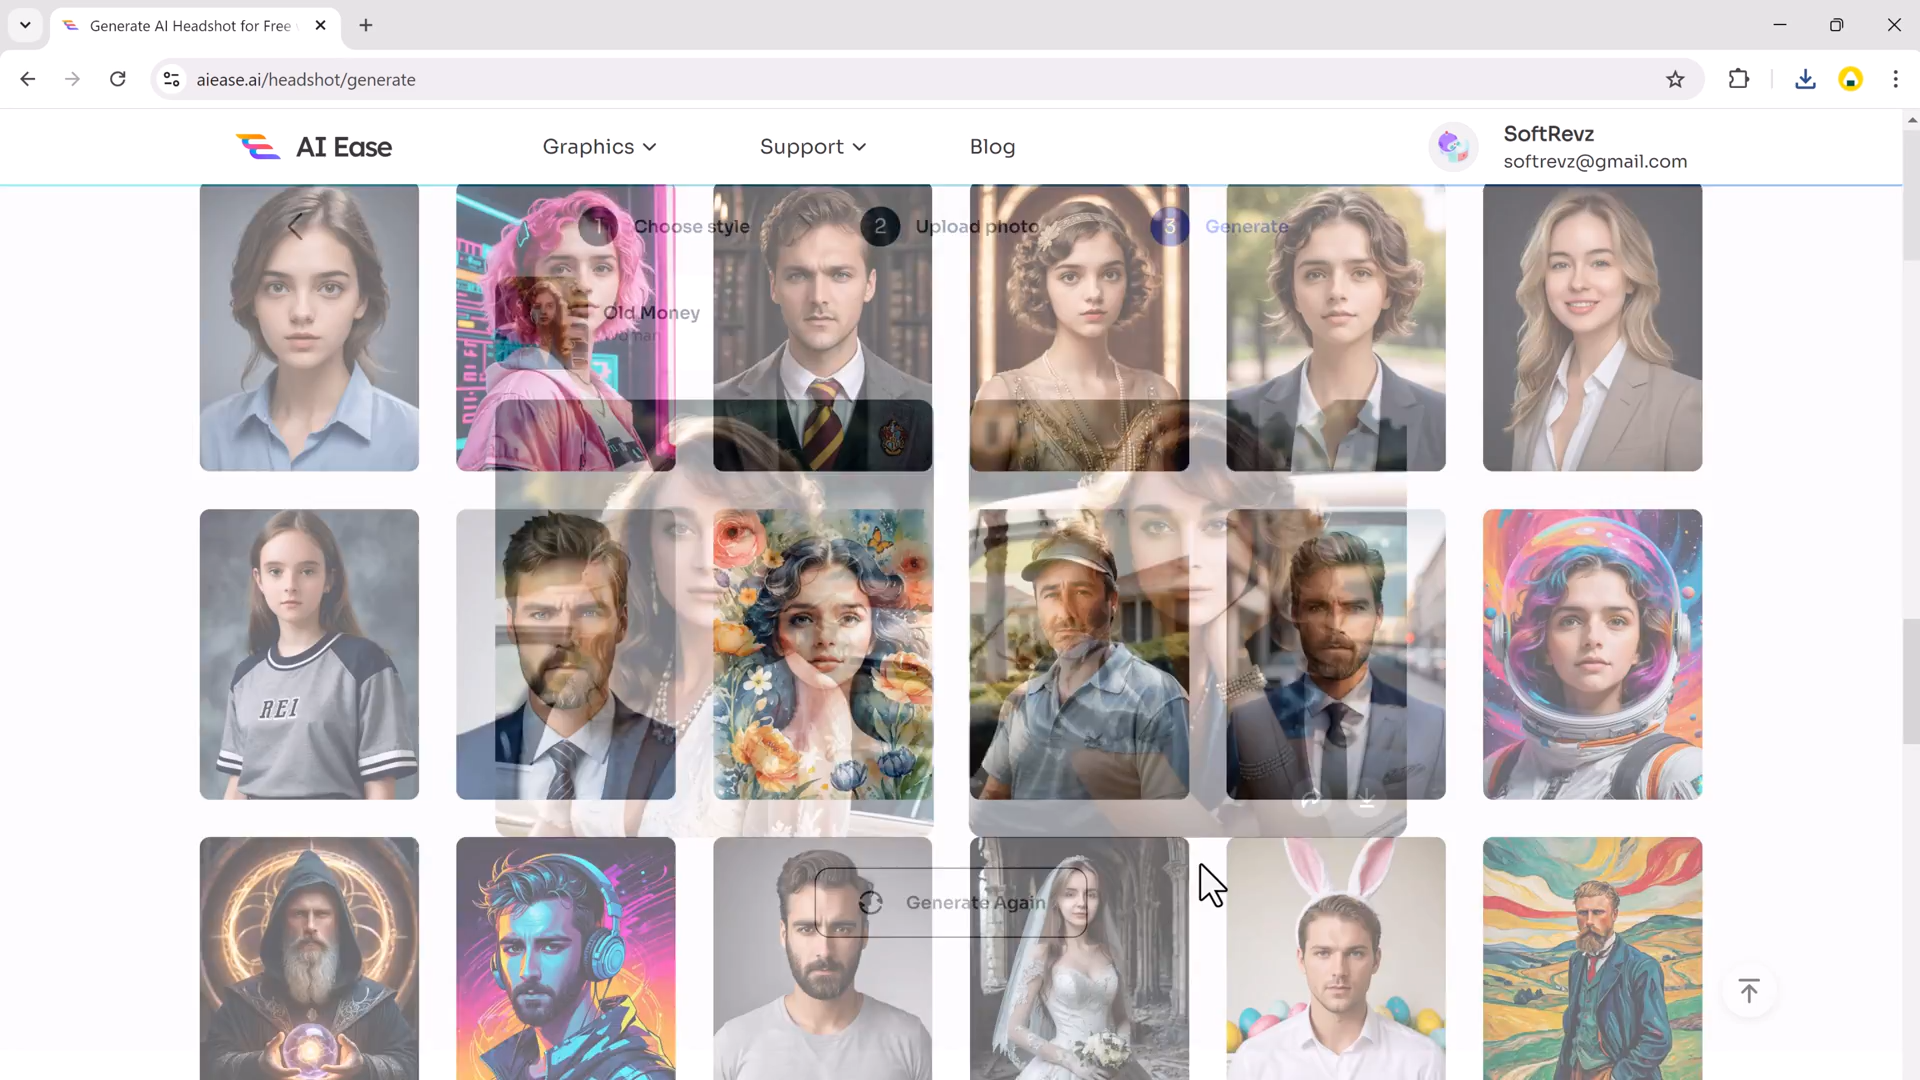 Generate AI Headshot for Free
aiease.ai/headshot/generate
AI Ease
Graphics
Support
Blog
SoftRevz
softrevz@gmail.com
1 Choose style
2 Upload photo
3 Generate
Old Money
Woman
REI
Generate Again